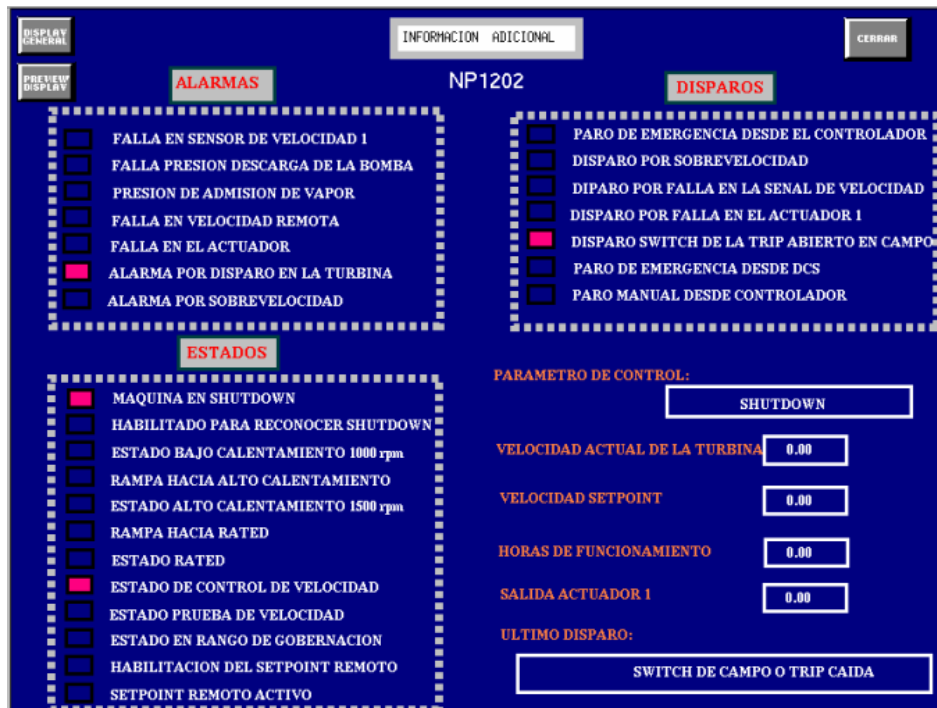 DISPLAY
GENERAL
INFORMACION ADICIONAL
CERRAR
PREVIEW
DISPLAY
NP1202
ALARMAS
FALLA EN SENSOR DE VELOCIDAD 1
FALLA PRESION DESCARGA DE LA BOMBA
PRESION DE ADMISION DE VAPOR
FALLA EN VELOCIDAD REMOTA
FALLA EN EL ACTUADOR
ALARMA POR DISPARO EN LA TURBINA
ALARMA POR SOBREVELOCIDAD
DISPAROS
PARO DE EMERGENCIA DESDE EL CONTROLADOR
DISPARO POR SOBREVELOCIDAD
DIPARO POR FALLA EN LA SENAL DE VELOCIDAD
DISPARO POR FALLA EN EL ACTUADOR 1
DISPARO SWITCH DE LA TRIP ABIERTO EN CAMPO
PARO DE EMERGENCIA DESDE DCS
PARO MANUAL DESDE CONTROLADOR
ESTADOS
MAQUINA EN SHUTDOWN
HABILITADO PARA RECONOCER SHUTDOWN
ESTADO BAJO CALENTAMIENTO 1000 rpm
RAMPA HACIA ALTO CALENTAMIENTO
ESTADO ALTO CALENTAMIENTO 1500 rpm
RAMPA HACIA RATED
ESTADO RATED
ESTADO DE CONTROL DE VELOCIDAD
ESTADO PRUEBA DE VELOCIDAD
ESTADO EN RANGO DE GOBERNACION
HABILITACION DEL SETPOINT REMOTO
SETPOINT REMOTO ACTIVO
PARAMETRO DE CONTROL:
SHUTDOWN
VELOCIDAD ACTUAL DE LA TURBINA 0.00
VELOCIDAD SETPOINT 0.00
HORAS DE FUNCIONAMIENTO 0.00
SALIDA ACTUADOR 1 0.00
ULTIMO DISPARO:
SWITCH DE CAMPO O TRIP CAIDA